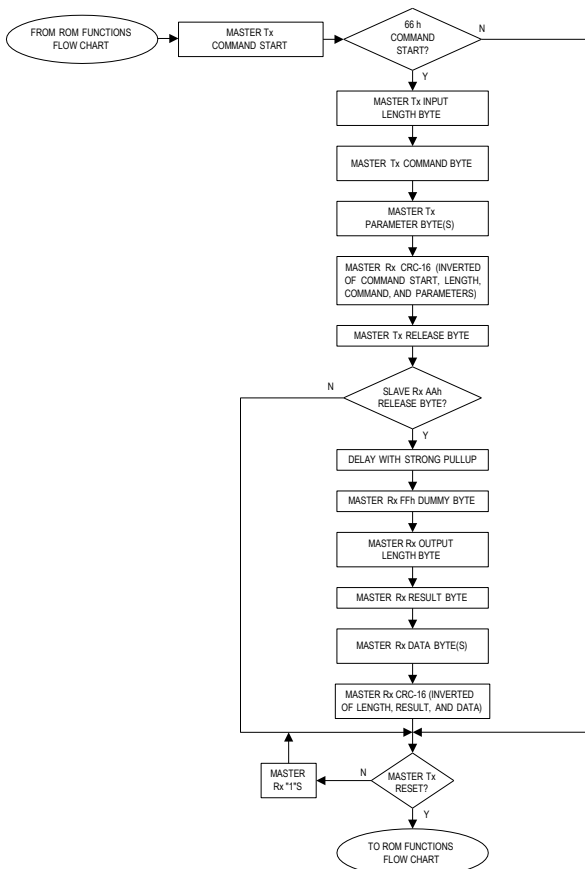 FROM ROM FUNCTIONS
FLOW CHART
MASTER Tx
COMMAND START
66 h
COMMAND
START?
N
Y
MASTER Tx INPUT
LENGTH BYTE
MASTER Tx COMMAND BYTE
MASTER Tx
PARAMETER BYTE(S)
MASTER Rx CRC-16 (INVERTED
OF COMMAND START, LENGTH,
COMMAND, AND PARAMETERS)
MASTER Tx RELEASE BYTE
N
SLAVE Rx AAh
RELEASE BYTE?
Y
DELAY WITH STRONG PULLUP
MASTER Rx FFh DUMMY BYTE
MASTER Rx OUTPUT
LENGTH BYTE
MASTER Rx RESULT BYTE
MASTER Rx DATA BYTE(S)
MASTER Rx CRC-16 (INVERTED
OF LENGTH, RESULT, AND DATA)
MASTER
Rx "1"S
N
MASTER Tx
RESET?
Y
TO ROM FUNCTIONS
FLOW CHART